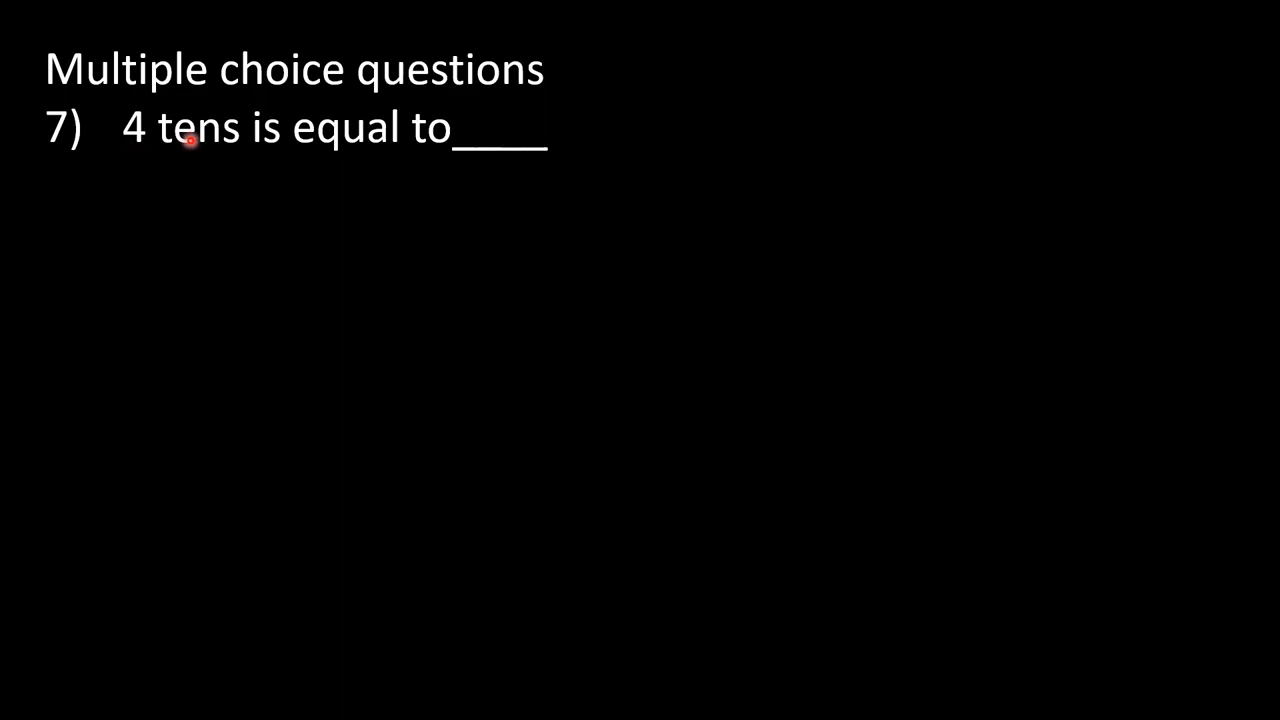 Multiple choice questions
7) 4 tens is equal to____